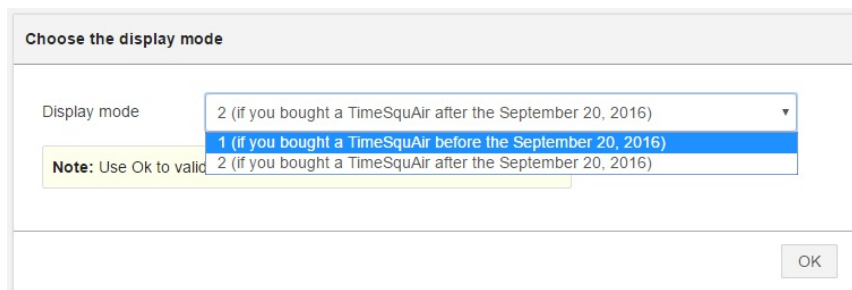 Choose the display mode
Display mode
2 (if you bought a TimeSquAir after the September 20, 2016)
1 (if you bought a TimeSquAir before the September 20, 2016)
2 (if you bought a TimeSquAir after the September 20, 2016)
Note: Use Ok to valid
OK